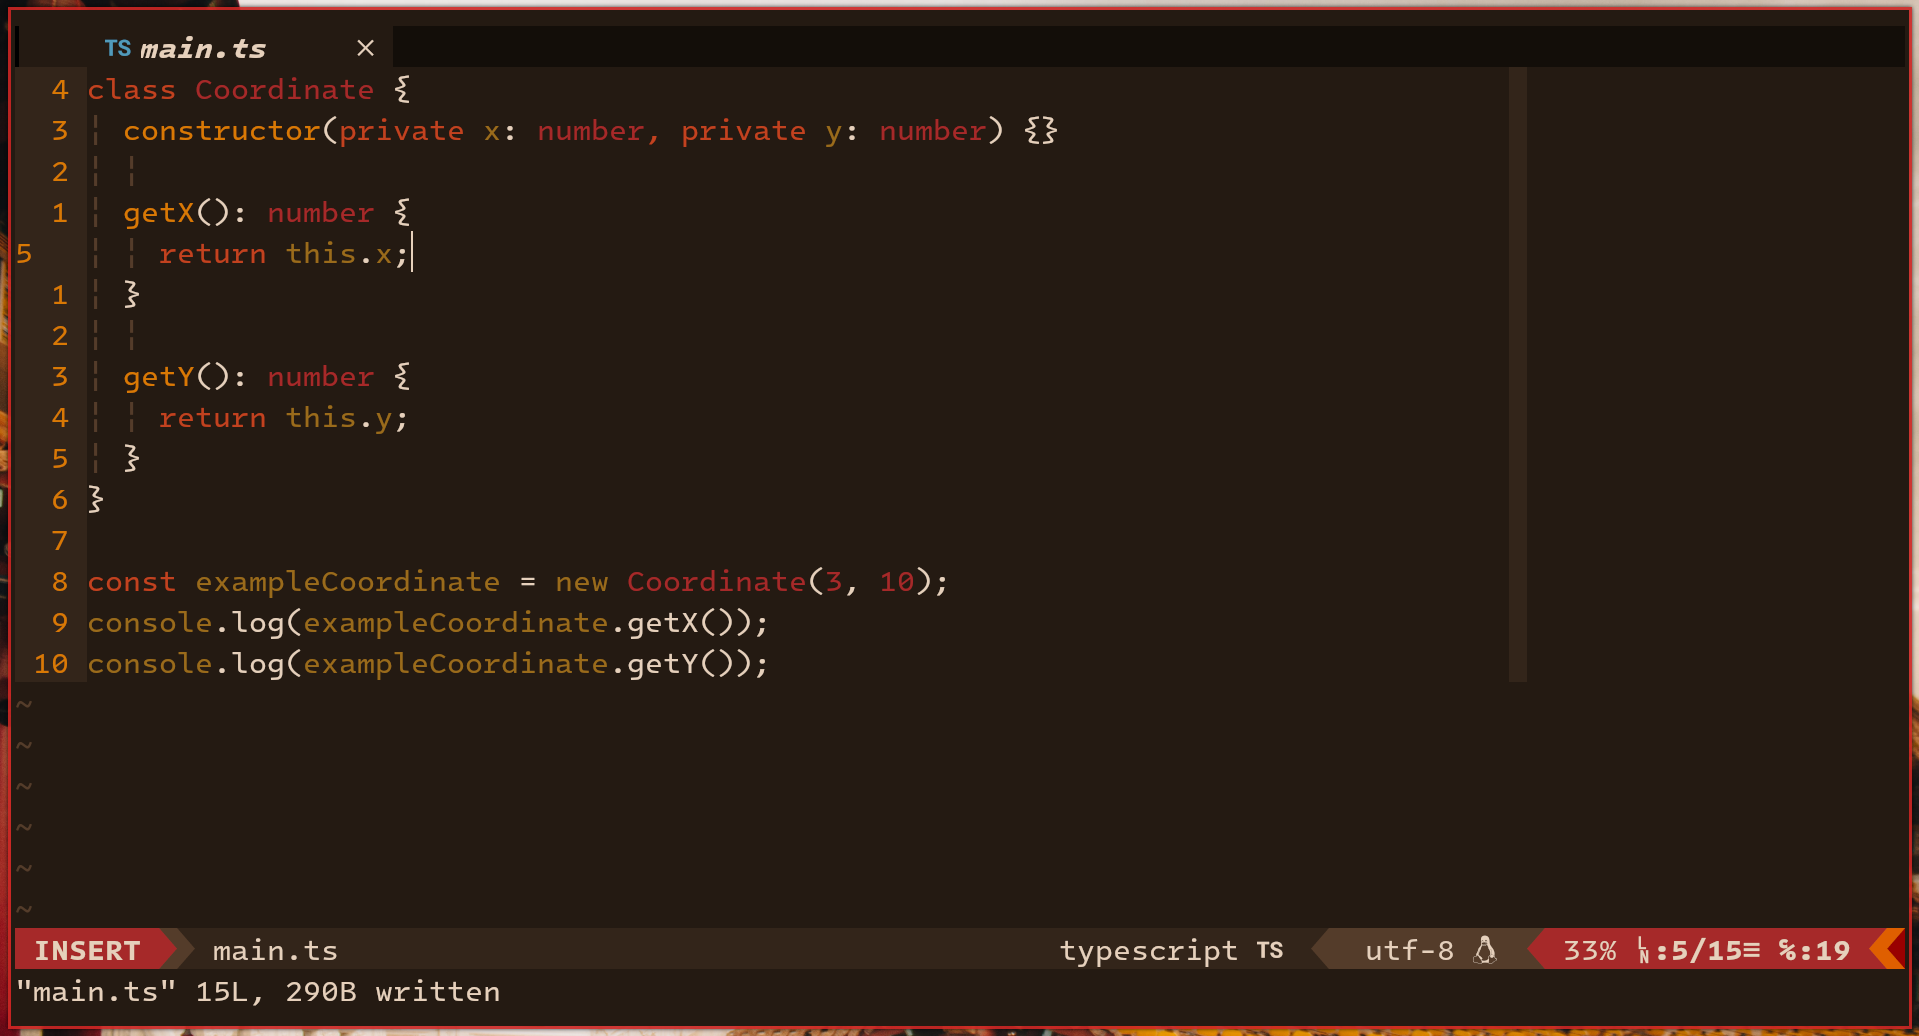 TS main.ts ×
4 class Coordinate {
3 constructor(private x: number, private y: number) {}
2
1 getX(): number {
5 return this.x;
1 }
2
3 getY(): number {
4 return this.y;
5 }
6 }
7
8 const exampleCoordinate = new Coordinate(3, 10);
9 console.log(exampleCoordinate.getX());
10 console.log(exampleCoordinate.getY());
~
~
~
~
~
~
INSERT main.ts typescript TS utf-8 33% LN:5/15≡ ℅:19
"main.ts" 15L, 290B written